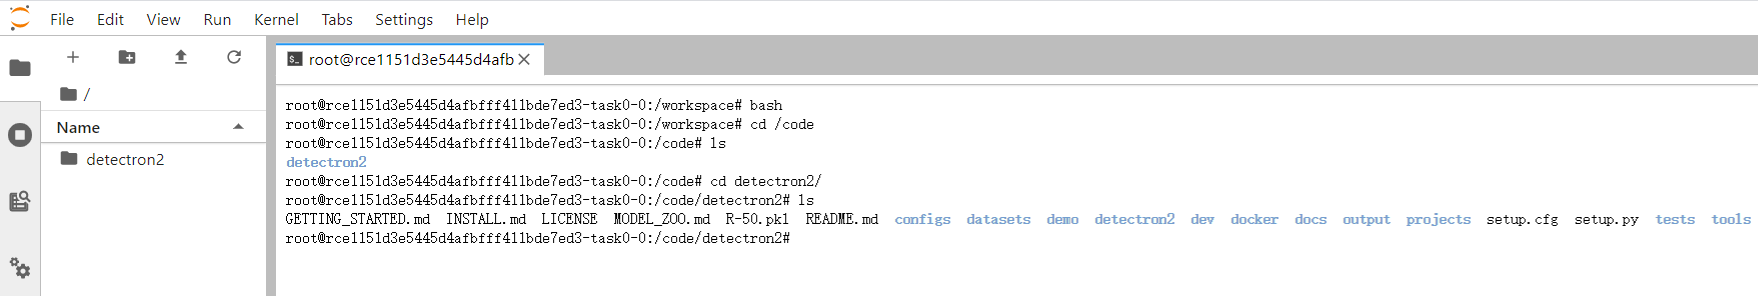 File Edit View Run Kernel Tabs Settings Help
root@rce1151d3e5445d4afb
/
Name
detectron2
root@rce1151d3e5445d4afbfff411bde7ed3-task0-0:/workspace# bash
root@rce1151d3e5445d4afbfff411bde7ed3-task0-0:/workspace# cd /code
root@rce1151d3e5445d4afbfff411bde7ed3-task0-0:/code# ls
detectron2
root@rce1151d3e5445d4afbfff411bde7ed3-task0-0:/code# cd detectron2/
root@rce1151d3e5445d4afbfff411bde7ed3-task0-0:/code/detectron2# ls
GETTING_STARTED.md INSTALL.md LICENSE MODEL_ZOO.md R-50.pkl README.md configs datasets demo detectron2 dev docker docs output projects setup.cfg setup.py tests tools
root@rce1151d3e5445d4afbfff411bde7ed3-task0-0:/code/detectron2#